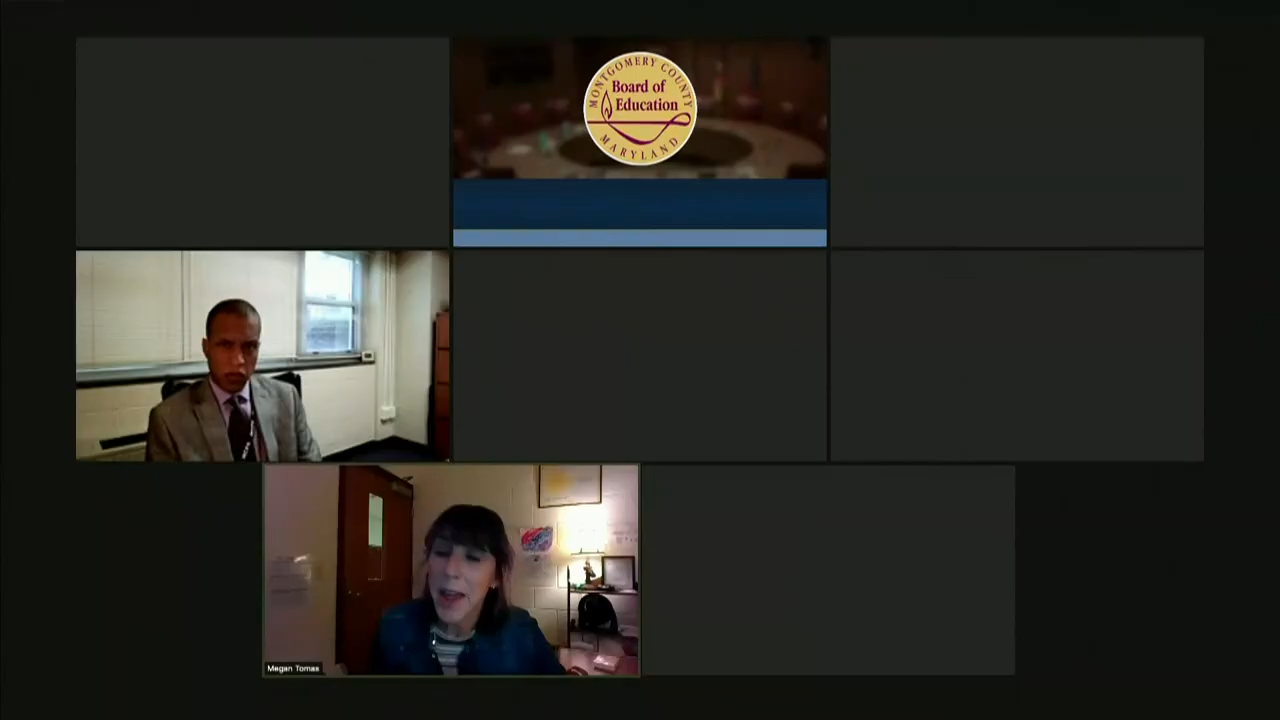 MONTGOMERY COUNTY
Board of
Education
MARYLAND
Megan Tomas